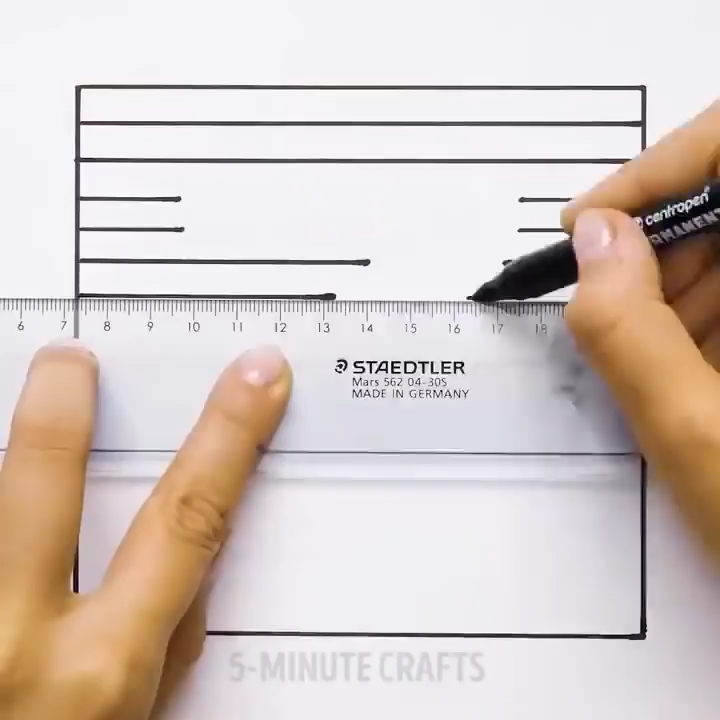 centropen
PERMANENT
6 7 8 9 10 11 12 13 14 15 16 17 18
STAEDTLER
Mars 562 04-30S
MADE IN GERMANY
5-MINUTE CRAFTS